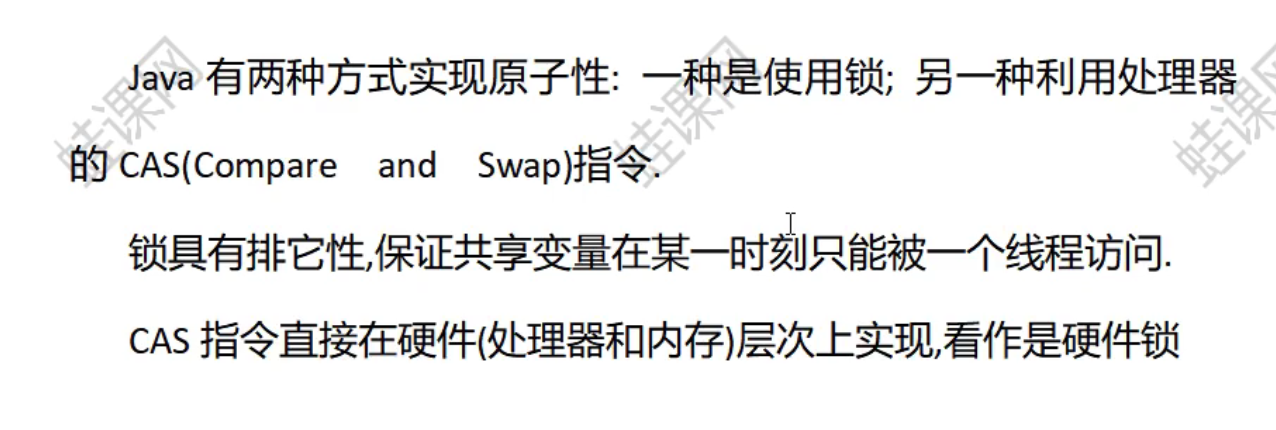 Java 有两种方式实现原子性: 一种是使用锁; 另一种利用处理器
的 CAS(Compare and Swap)指令.
锁具有排它性,保证共享变量在某一时刻只能被一个线程访问.
CAS 指令直接在硬件(处理器和内存)层次上实现,看作是硬件锁
蛙课网
蛙课网
蛙课网